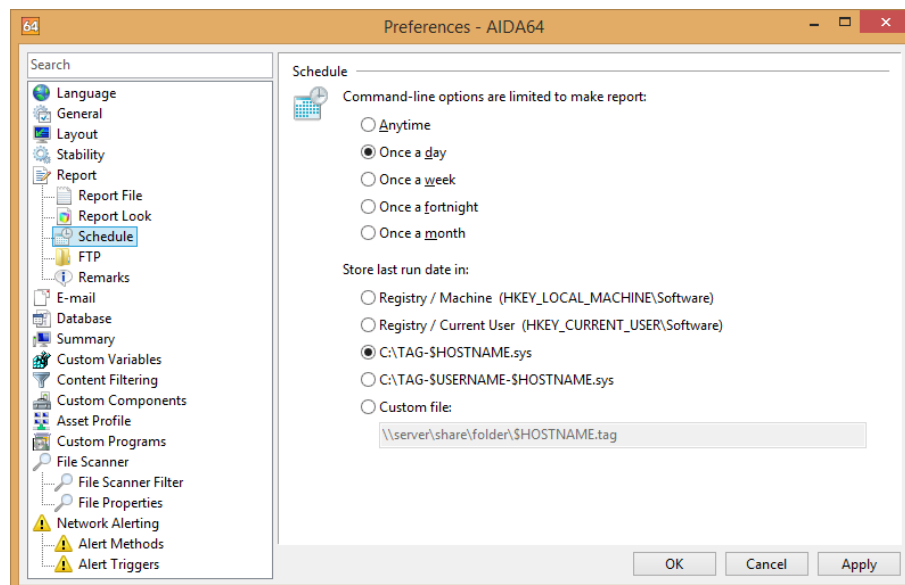 64
Preferences - AIDA64
Search
Language
General
Layout
Stability
Report
Report File
Report Look
Schedule
FTP
Remarks
E-mail
Database
Summary
Custom Variables
Content Filtering
Custom Components
Asset Profile
Custom Programs
File Scanner
File Scanner Filter
File Properties
Network Alerting
Alert Methods
Alert Triggers
Schedule
Command-line options are limited to make report:
Anytime
Once a day
Once a week
Once a fortnight
Once a month
Store last run date in:
Registry / Machine (HKEY_LOCAL_MACHINE\Software)
Registry / Current User (HKEY_CURRENT_USER\Software)
C:\TAG-$HOSTNAME.sys
C:\TAG-$USERNAME-$HOSTNAME.sys
Custom file:
\\server\share\folder\$HOSTNAME.tag
OK Cancel Apply